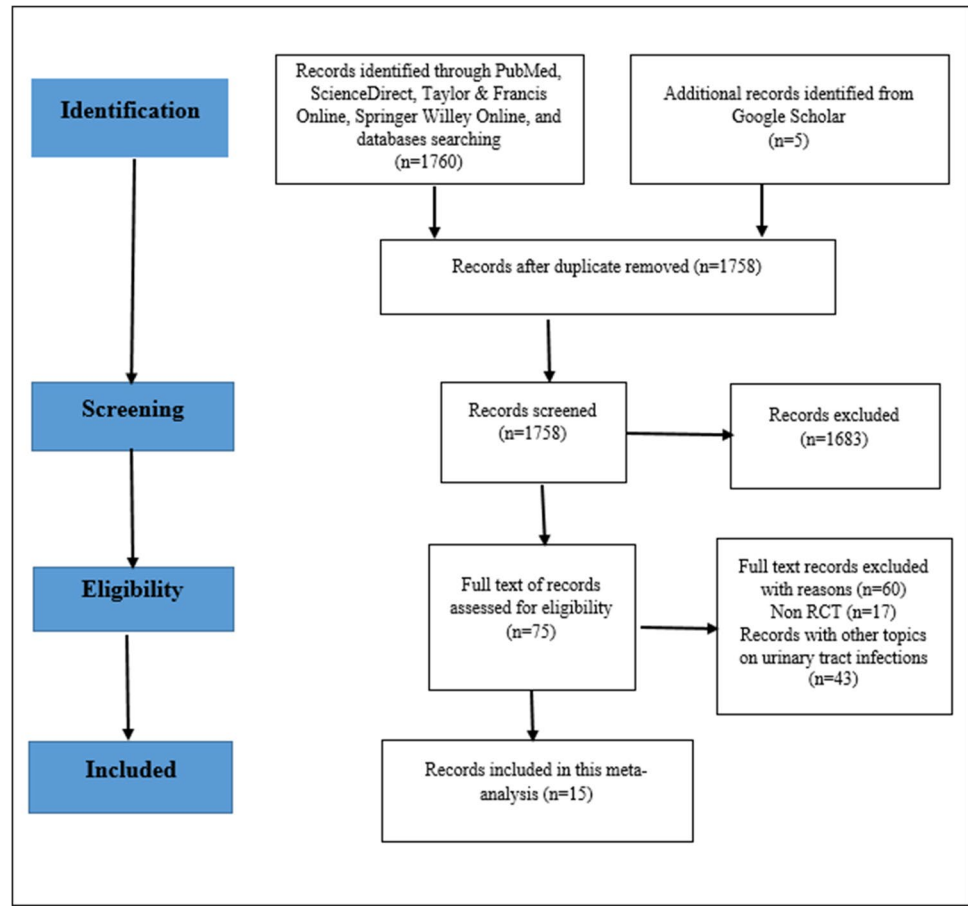 Identification
Records identified through PubMed,
ScienceDirect, Taylor & Francis
Online, Springer Willey Online, and
databases searching
(n=1760)
Additional records identified from
Google Scholar
(n=5)
Records after duplicate removed (n=1758)
Screening
Records screened
(n=1758)
Records excluded
(n=1683)
Eligibility
Full text of records
assessed for eligibility
(n=75)
Full text records excluded
with reasons (n=60)
Non RCT (n=17)
Records with other topics
on urinary tract infections
(n=43)
Included
Records included in this meta-
analysis (n=15)